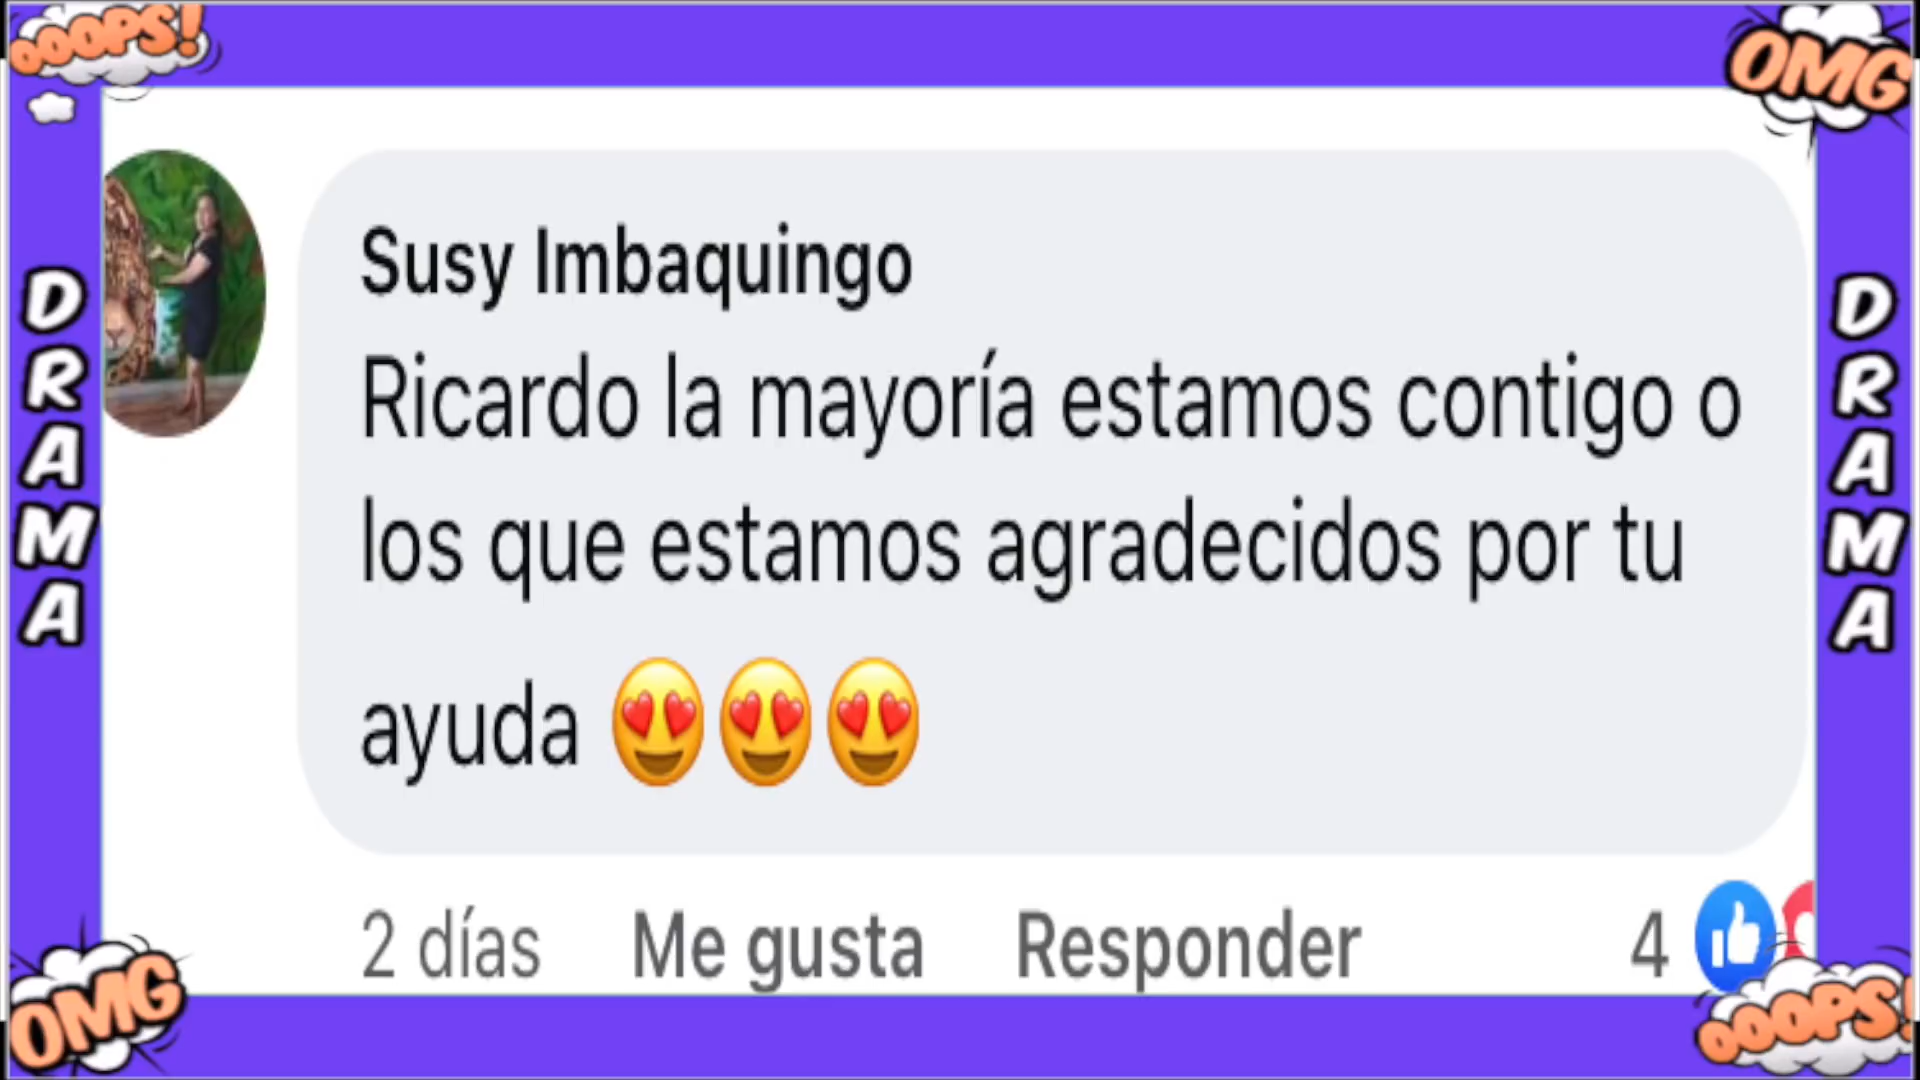 OOOPS!
OMG
DRAMA
DRAMA
Susy Imbaquingo
Ricardo la mayoría estamos contigo o
los que estamos agradecidos por tu
ayuda 😍😍😍
2 días Me gusta Responder 4
OMG
OOOPS!